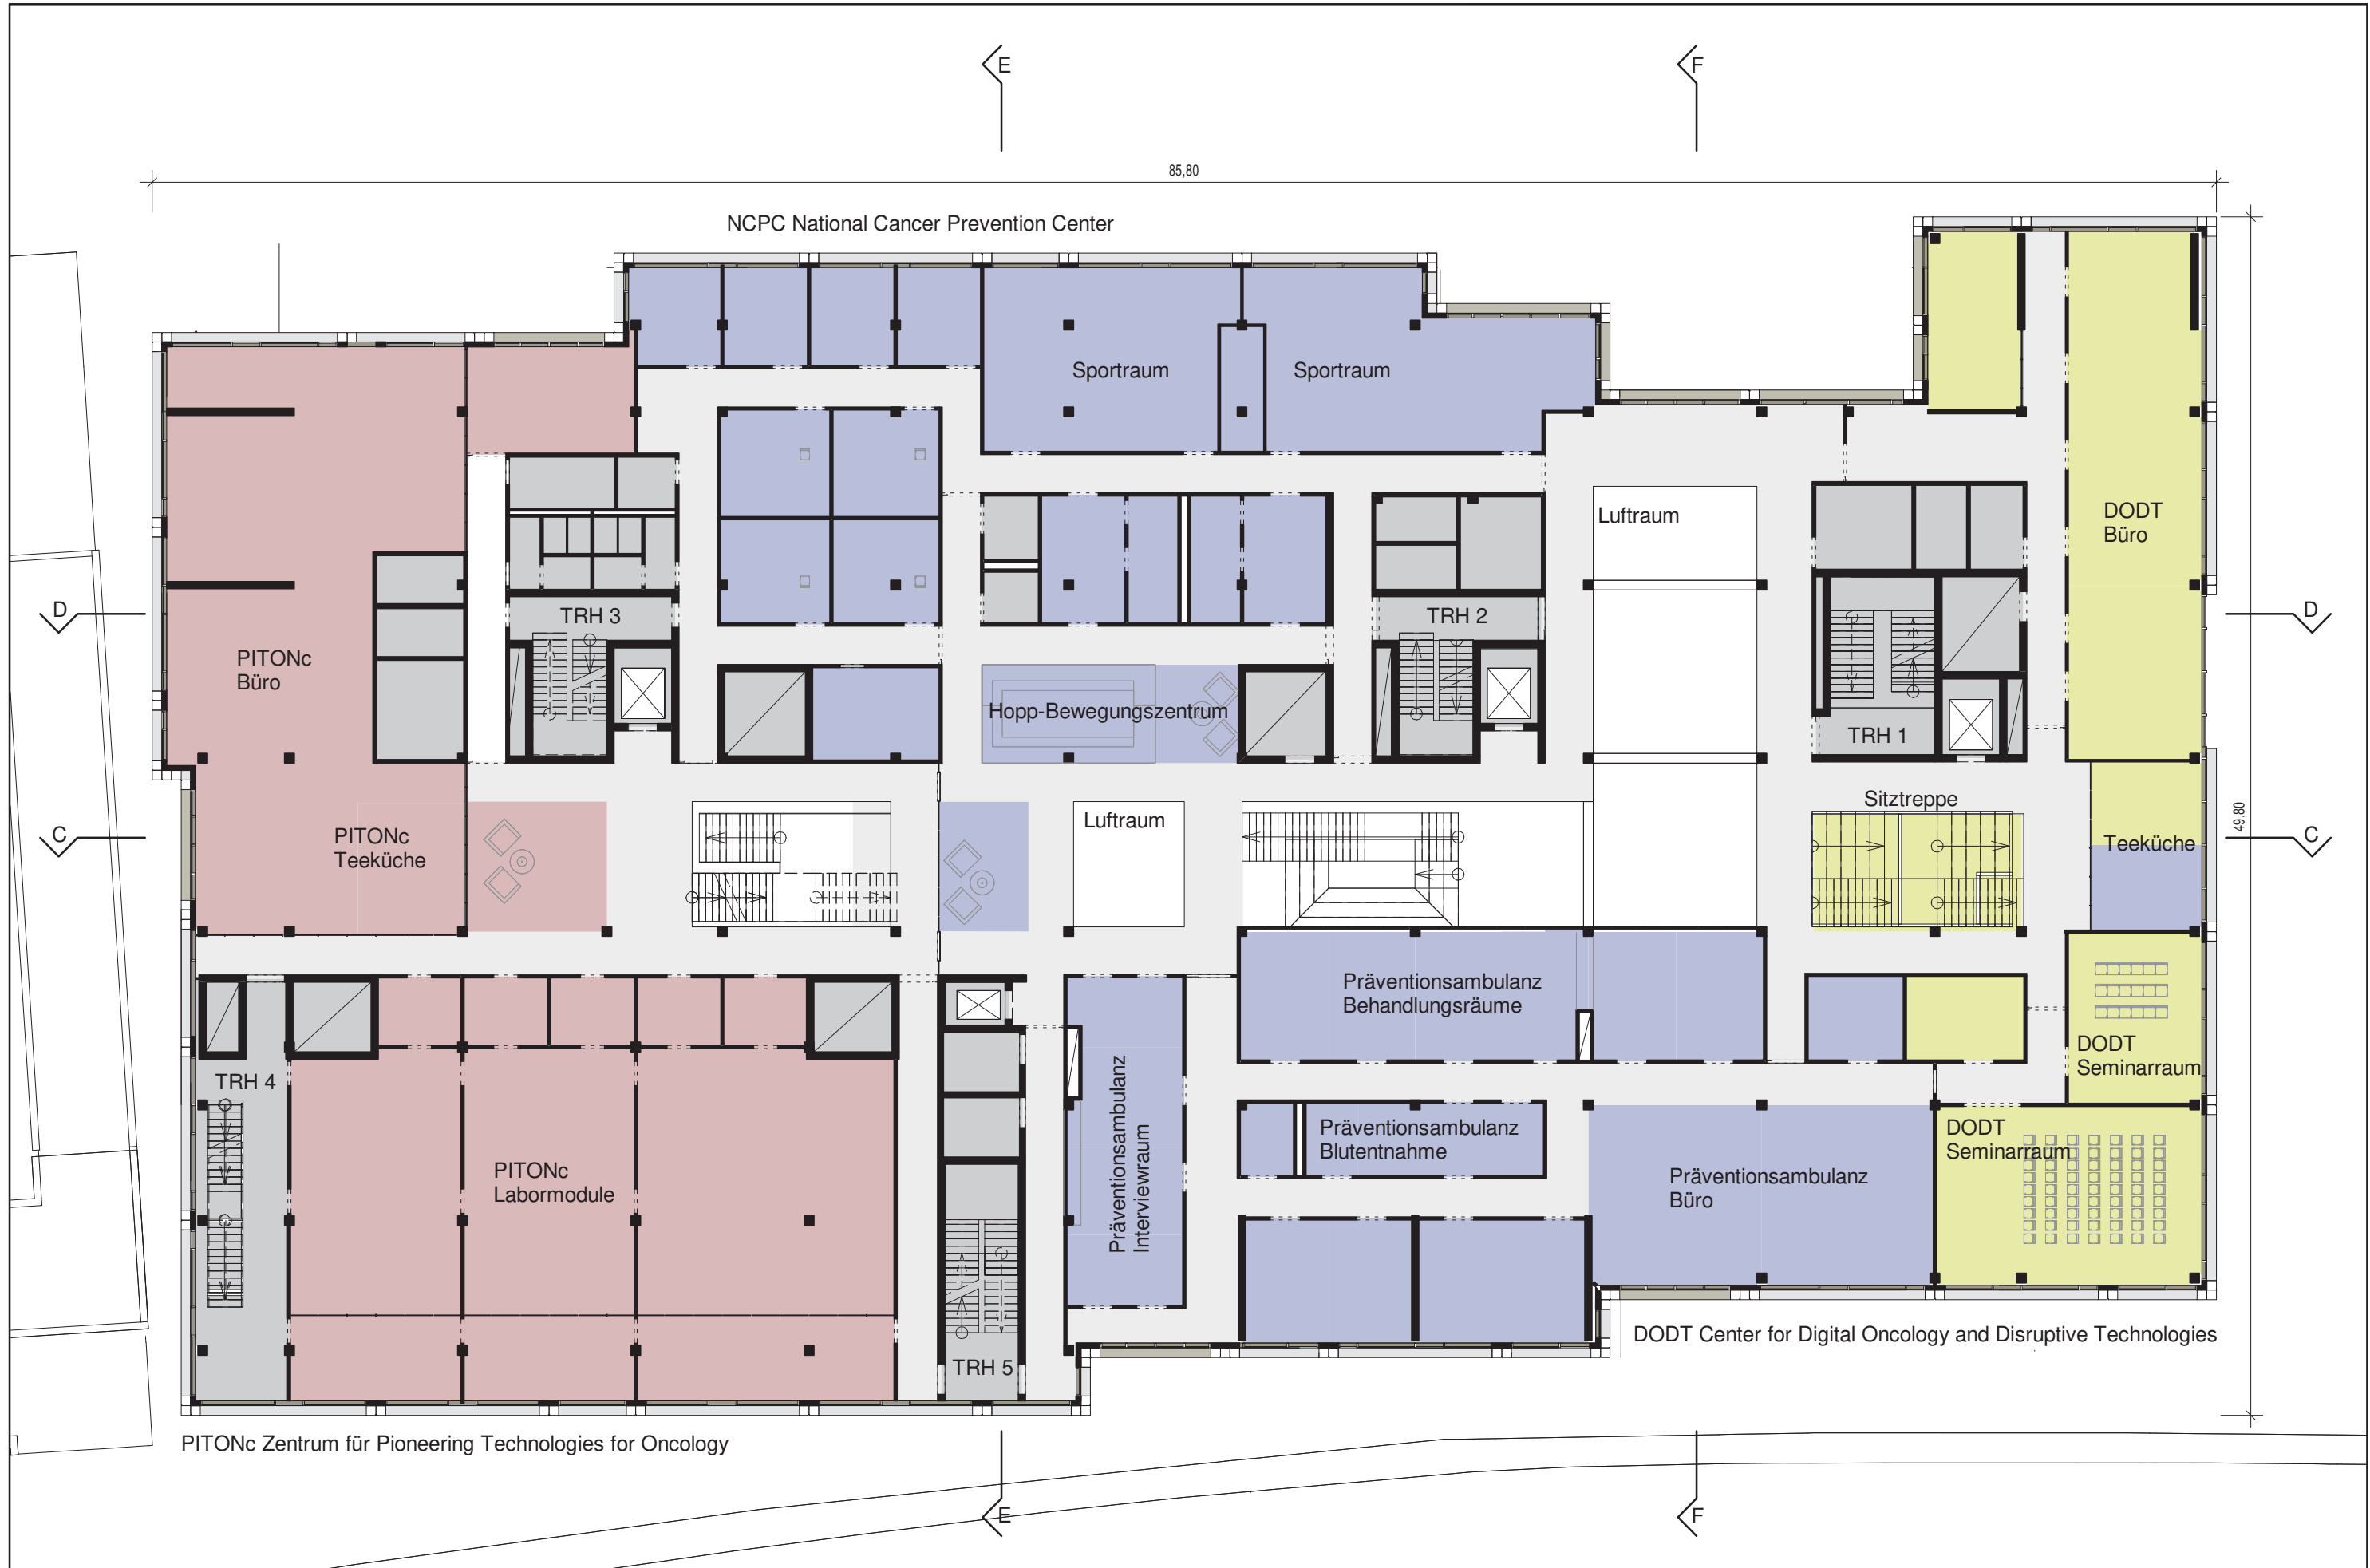 E
F
85,80
NCPC National Cancer Prevention Center
Sportraum
Sportraum
Luftraum
DODT
Büro
D
TRH 3
TRH 2
D
PITONc
Büro
Hopp-Bewegungszentrum
TRH 1
Sitztreppe
49,80
C
PITONc
Teeküche
Luftraum
Teeküche
C
Präventionsambulanz
Behandlungsräume
DODT
Seminarraum
TRH 4
Präventionsambulanz
Interviewraum
Präventionsambulanz
Blutentnahme
DODT
Seminarraum
PITONc
Labormodule
Präventionsambulanz
Büro
TRH 5
DODT Center for Digital Oncology and Disruptive Technologies
PITONc Zentrum für Pioneering Technologies for Oncology
E
F